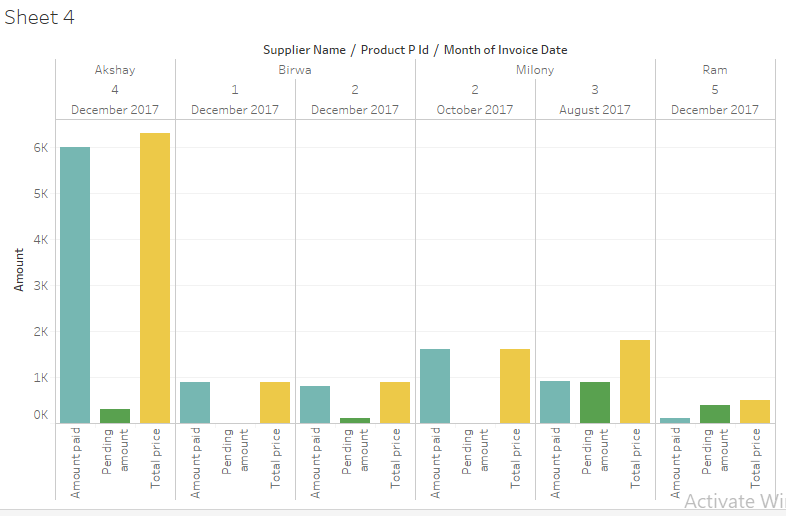 Sheet 4
Supplier Name / Product P Id / Month of Invoice Date
Akshay Birwa Milony Ram
4 1 2 2 3 5
December 2017 December 2017 December 2017 October 2017 August 2017 December 2017
6K
5K
4K
3K
2K
1K
0K
Amount
Amount paid Pending amount Total price Amount paid Pending amount Total price Amount paid Pending amount Total price Amount paid Pending amount Total price Amount paid Pending amount Total price Amount paid Pending amount Total price
Activate Wi